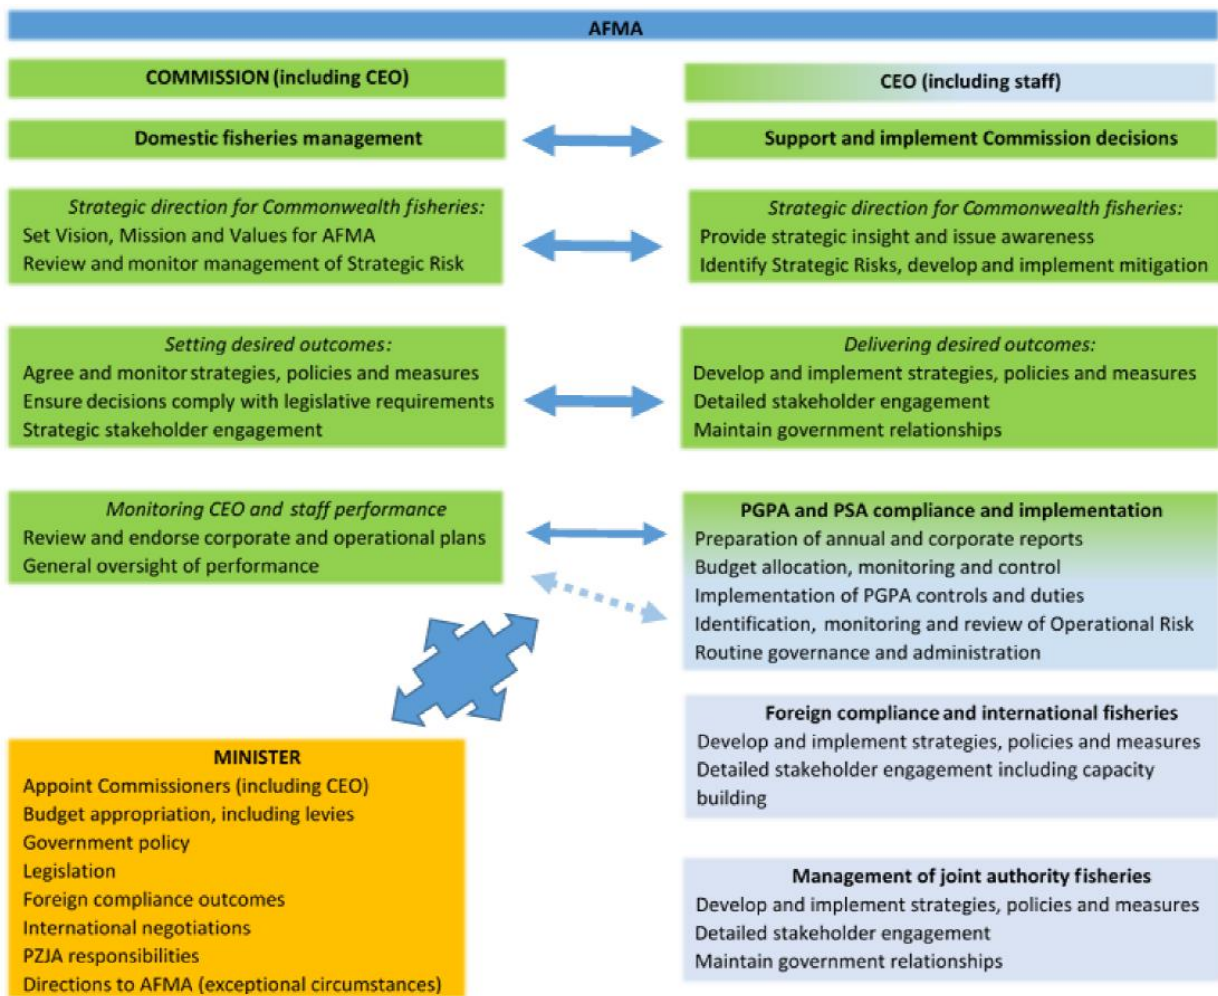 AFMA
COMMISSION (including CEO)
CEO (including staff)
Domestic fisheries management
Support and implement Commission decisions
Strategic direction for Commonwealth fisheries:
Set Vision, Mission and Values for AFMA
Review and monitor management of Strategic Risk
Strategic direction for Commonwealth fisheries:
Provide strategic insight and issue awareness
Identify Strategic Risks, develop and implement mitigation
Setting desired outcomes:
Agree and monitor strategies, policies and measures
Ensure decisions comply with legislative requirements
Strategic stakeholder engagement
Delivering desired outcomes:
Develop and implement strategies, policies and measures
Detailed stakeholder engagement
Maintain government relationships
Monitoring CEO and staff performance
Review and endorse corporate and operational plans
General oversight of performance
PGPA and PSA compliance and implementation
Preparation of annual and corporate reports
Budget allocation, monitoring and control
Implementation of PGPA controls and duties
Identification, monitoring and review of Operational Risk
Routine governance and administration
Foreign compliance and international fisheries
Develop and implement strategies, policies and measures
Detailed stakeholder engagement including capacity
building
MINISTER
Appoint Commissioners (including CEO)
Budget appropriation, including levies
Government policy
Legislation
Foreign compliance outcomes
International negotiations
PZJA responsibilities
Directions to AFMA (exceptional circumstances)
Management of joint authority fisheries
Develop and implement strategies, policies and measures
Detailed stakeholder engagement
Maintain government relationships